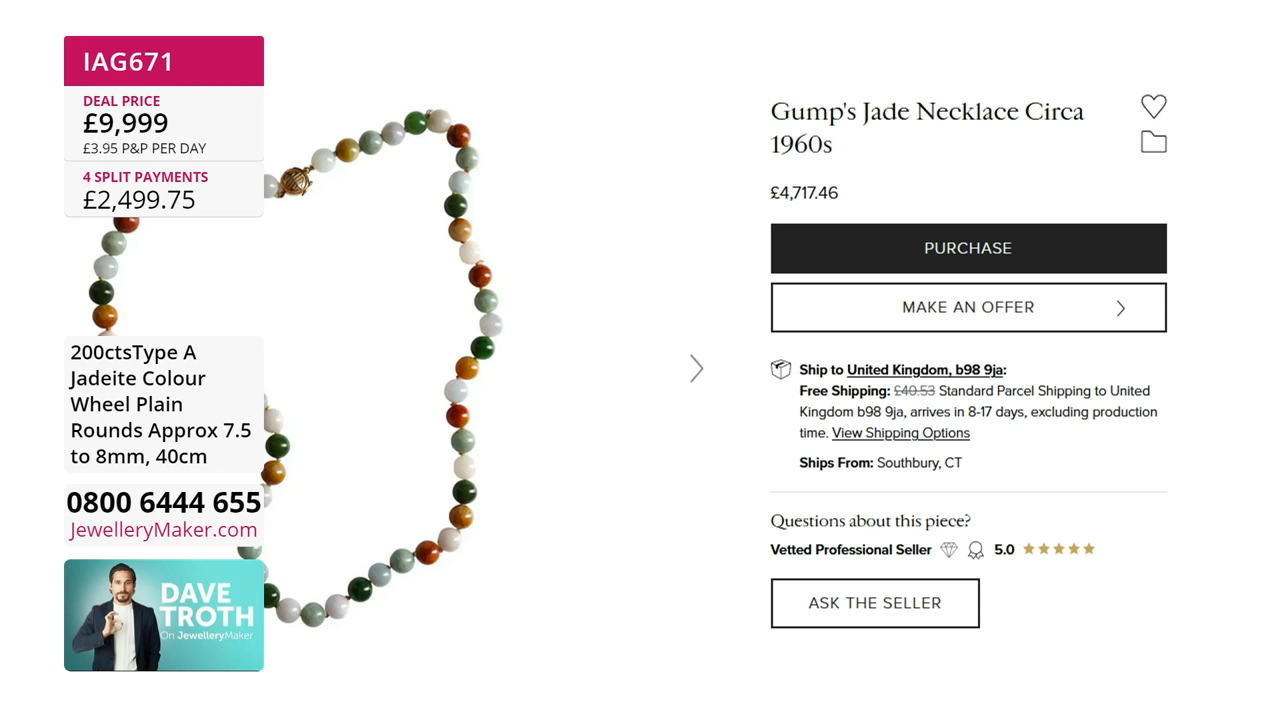 IAG671
DEAL PRICE
£9,999
£3.95 P&P PER DAY
4 SPLIT PAYMENTS
£2,499.75
200ctsType A
Jadeite Colour
Wheel Plain
Rounds Approx 7.5
to 8mm, 40cm
0800 6444 655
JewelleryMaker.com
DAVE
TROTH
On JewelleryMaker
Gump's Jade Necklace Circa
1960s
£4,717.46
PURCHASE
MAKE AN OFFER
Ship to United Kingdom, b98 9ja:
Free Shipping: £40.53 Standard Parcel Shipping to United
Kingdom b98 9ja, arrives in 8-17 days, excluding production
time. View Shipping Options
Ships From: Southbury, CT
Questions about this piece?
Vetted Professional Seller 5.0
ASK THE SELLER